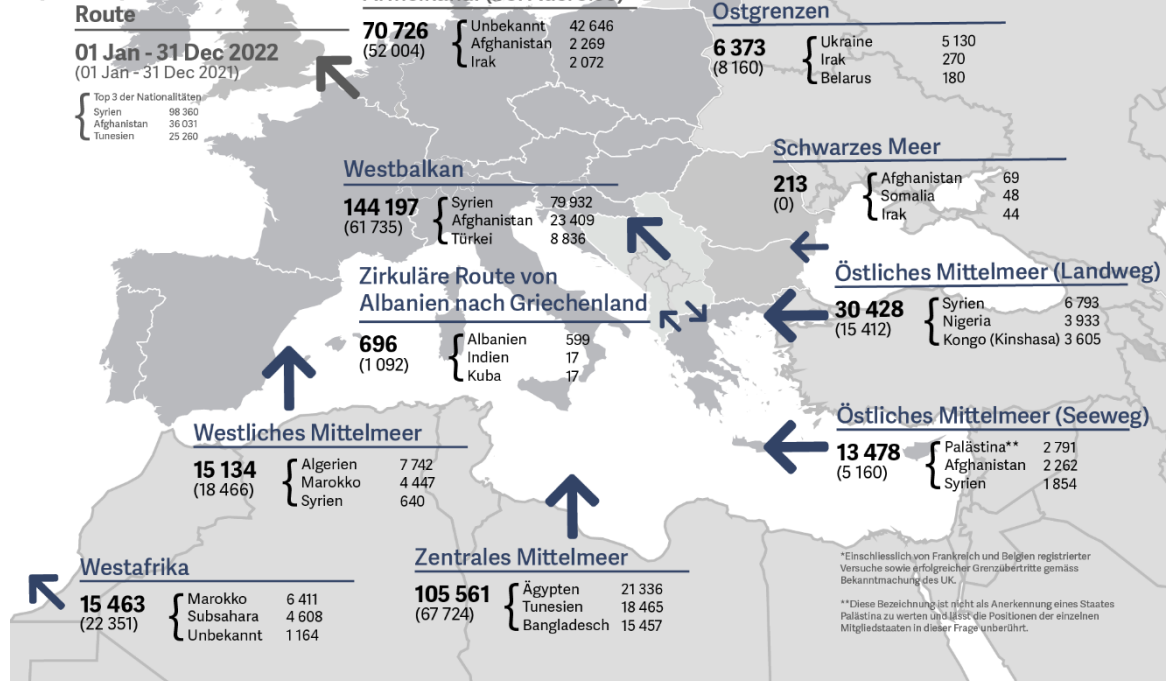 Route
01 Jan - 31 Dec 2022
(01 Jan - 31 Dec 2021)
Top 3 der Nationalitäten
Syrien 98 360
Afghanistan 36 031
Tunesien 25 260
70 726
(52 004)
Unbekannt 42 646
Afghanistan 2 269
Irak 2 072
Ostgrenzen
6 373
(8 160)
Ukraine 5 130
Irak 270
Belarus 180
Schwarzes Meer
213
(0)
Afghanistan 69
Somalia 48
Irak 44
Westbalkan
144 197
(61 735)
Syrien 79 932
Afghanistan 23 409
Türkei 8 836
Zirkuläre Route von
Albanien nach Griechenland
696
(1 092)
Albanien 599
Indien 17
Kuba 17
Östliches Mittelmeer (Landweg)
30 428
(15 412)
Syrien 6 793
Nigeria 3 933
Kongo (Kinshasa) 3 605
Östliches Mittelmeer (Seeweg)
13 478
(5 160)
Palästina** 2 791
Afghanistan 2 262
Syrien 1 854
Westliches Mittelmeer
15 134
(18 466)
Algerien 7 742
Marokko 4 447
Syrien 640
Westafrika
15 463
(22 351)
Marokko 6 411
Subsahara 4 608
Unbekannt 1 164
Zentrales Mittelmeer
105 561
(67 724)
Ägypten 21 336
Tunesien 18 465
Bangladesch 15 457
*Einschliesslich von Frankreich und Belgien registrierter
Versuche sowie erfolgreicher Grenzübertritte gemäss
Bekanntmachung des UK.
**Diese Bezeichnung ist nicht als Anerkennung eines Staates
Palästina zu werten und lässt die Positionen der einzelnen
Mitgliedstaaten in dieser Frage unberührt.